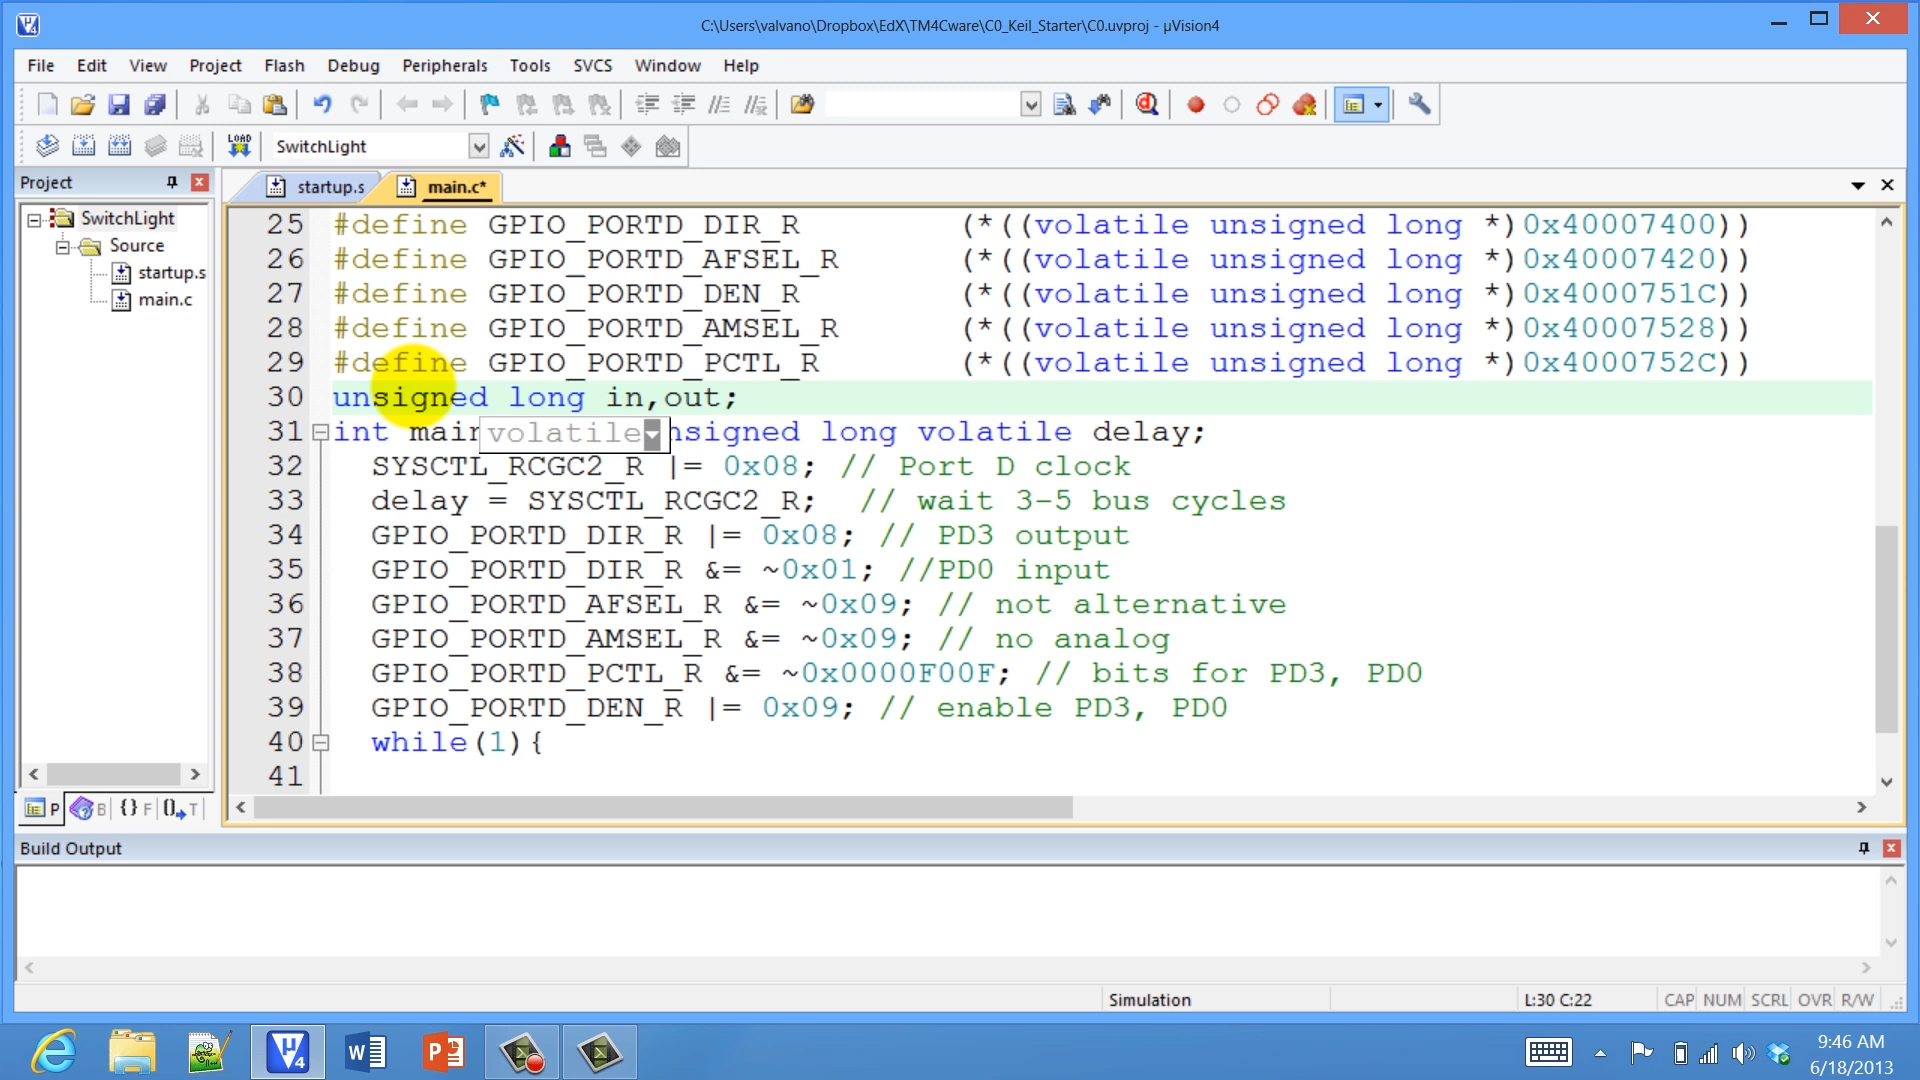 C:\Users\valvano\Dropbox\EdX\TM4Cware\C0_Keil_Starter\C0.uvproj - µVision4
File Edit View Project Flash Debug Peripherals Tools SVCS Window Help
LOAD SwitchLight
Project
startup.s main.c*
SwitchLight
Source
startup.s
main.c
25 #define GPIO_PORTD_DIR_R (*((volatile unsigned long *)0x40007400))
26 #define GPIO_PORTD_AFSEL_R (*((volatile unsigned long *)0x40007420))
27 #define GPIO_PORTD_DEN_R (*((volatile unsigned long *)0x4000751C))
28 #define GPIO_PORTD_AMSEL_R (*((volatile unsigned long *)0x40007528))
29 #define GPIO_PORTD_PCTL_R (*((volatile unsigned long *)0x4000752C))
30 unsigned long in,out;
31 int main volatile nsigned long volatile delay;
32 SYSCTL_RCGC2_R |= 0x08; // Port D clock
33 delay = SYSCTL_RCGC2_R; // wait 3-5 bus cycles
34 GPIO_PORTD_DIR_R |= 0x08; // PD3 output
35 GPIO_PORTD_DIR_R &= ~0x01; //PD0 input
36 GPIO_PORTD_AFSEL_R &= ~0x09; // not alternative
37 GPIO_PORTD_AMSEL_R &= ~0x09; // no analog
38 GPIO_PORTD_PCTL_R &= ~0x0000F00F; // bits for PD3, PD0
39 GPIO_PORTD_DEN_R |= 0x09; // enable PD3, PD0
40 while(1){
41
P B {} F 0 T
Build Output
Simulation L:30 C:22 CAP NUM SCRL OVR R/W
9:46 AM
6/18/2013